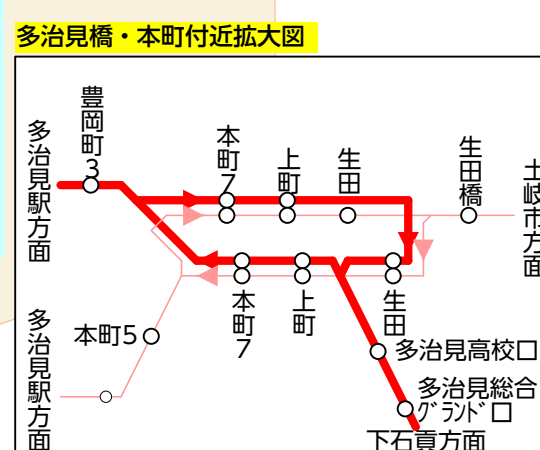 多治見橋・本町付近拡大図
多治見駅方面
豊岡町3
本町7
上町
生田
生田橋
土岐市方面
本町7
上町
生田
多治見駅方面
本町5
多治見高校口
多治見総合
グランド口
下石貢方面